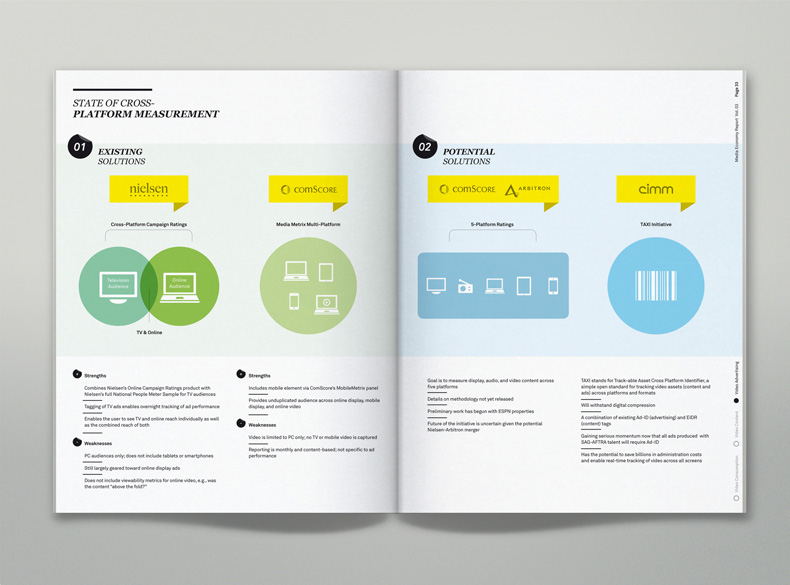 STATE OF CROSS-
PLATFORM MEASUREMENT
01
EXISTING
SOLUTIONS
nielsen
Cross-Platform Campaign Ratings
Television
Audience
Online
Audience
TV & Online
Strengths
Combines Nielsen's Online Campaign Ratings product with
Nielsen's full National People Meter Sample for TV audiences
Tagging of TV ads enables overnight tracking of ad performance
Enables the user to see TV and online reach individually as well
as the combined reach of both
Weaknesses
PC audiences only; does not include tablets or smartphones
Still largely geared toward online display ads
Does not include viewability metrics for online video, e.g., was
the content "above the fold?"
comScore
Media Metrix Multi-Platform
Strengths
Includes mobile element via ComScore's MobileMetrix panel
Provides unduplicated audience across online display, mobile
display, and online video
Weaknesses
Video is limited to PC only; no TV or mobile video is captured
Reporting is monthly and content-based; not specific to ad
performance
02
POTENTIAL
SOLUTIONS
comScore ARBITRON
5-Platform Ratings
Goal is to measure display, audio, and video content across
five platforms
Details on methodology not yet released
Preliminary work has begun with ESPN properties
Future of the initiative is uncertain given the potential
Nielsen-Arbitron merger
cimm
TAXI Initiative
TAXI stands for Track-able Asset Cross Platform Identifier, a
simple open standard for tracking video assets (content and
ads) across platforms and formats
Will withstand digital compression
A combination of existing Ad-ID (advertising) and EIDR
(content) tags
Gaining serious momentum now that all ads produced with
SAG-AFTRA talent will require Ad-ID
Has the potential to save billions in administration costs
and enable real-time tracking of video across all screens
Media Economy Report Vol. 03 Page 33
Video Advertising
Video Content
Video Consumption